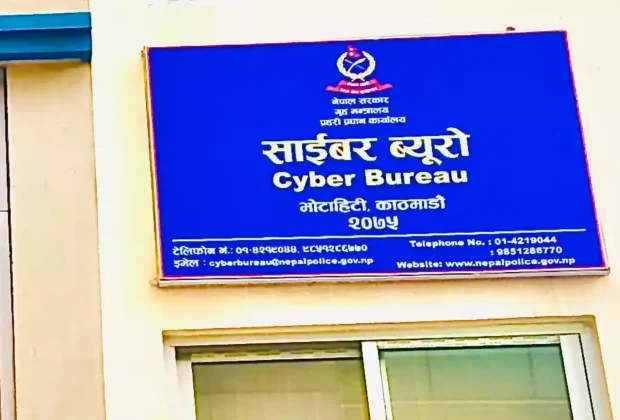 नेपाल सरकार
गृह मन्त्रालय
प्रहरी प्रधान कार्यालय
साईबर ब्यूरो
Cyber Bureau
भोटाहिटी, काठमाडौं
२०७५
टेलिफोन नं.: ०१-४२१९०४४, ९८५१२८६७७०
Telephone No. : 01-4219044
: 9851286770
इमेल : cyberbureau@nepalpolice.gov.np
Website: www.nepalpolice.gov.np